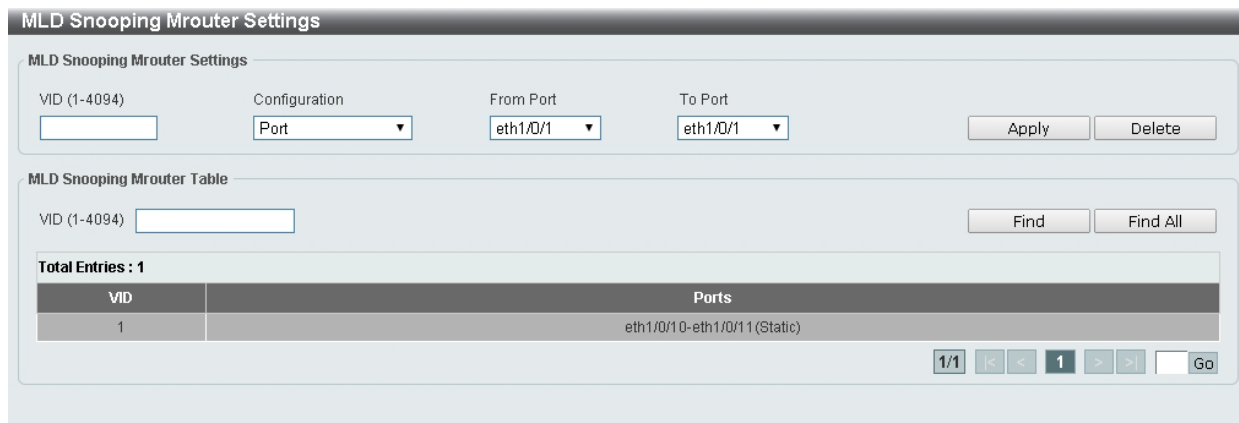 MLD Snooping Mrouter Settings
MLD Snooping Mrouter Settings
VID (1-4094) Configuration From Port To Port
Port eth1/0/1 eth1/0/1 Apply Delete
MLD Snooping Mrouter Table
VID (1-4094) Find Find All
Total Entries : 1
VID Ports
1 eth1/0/10-eth1/0/11(Static)
1/1 |< < 1 > >| Go